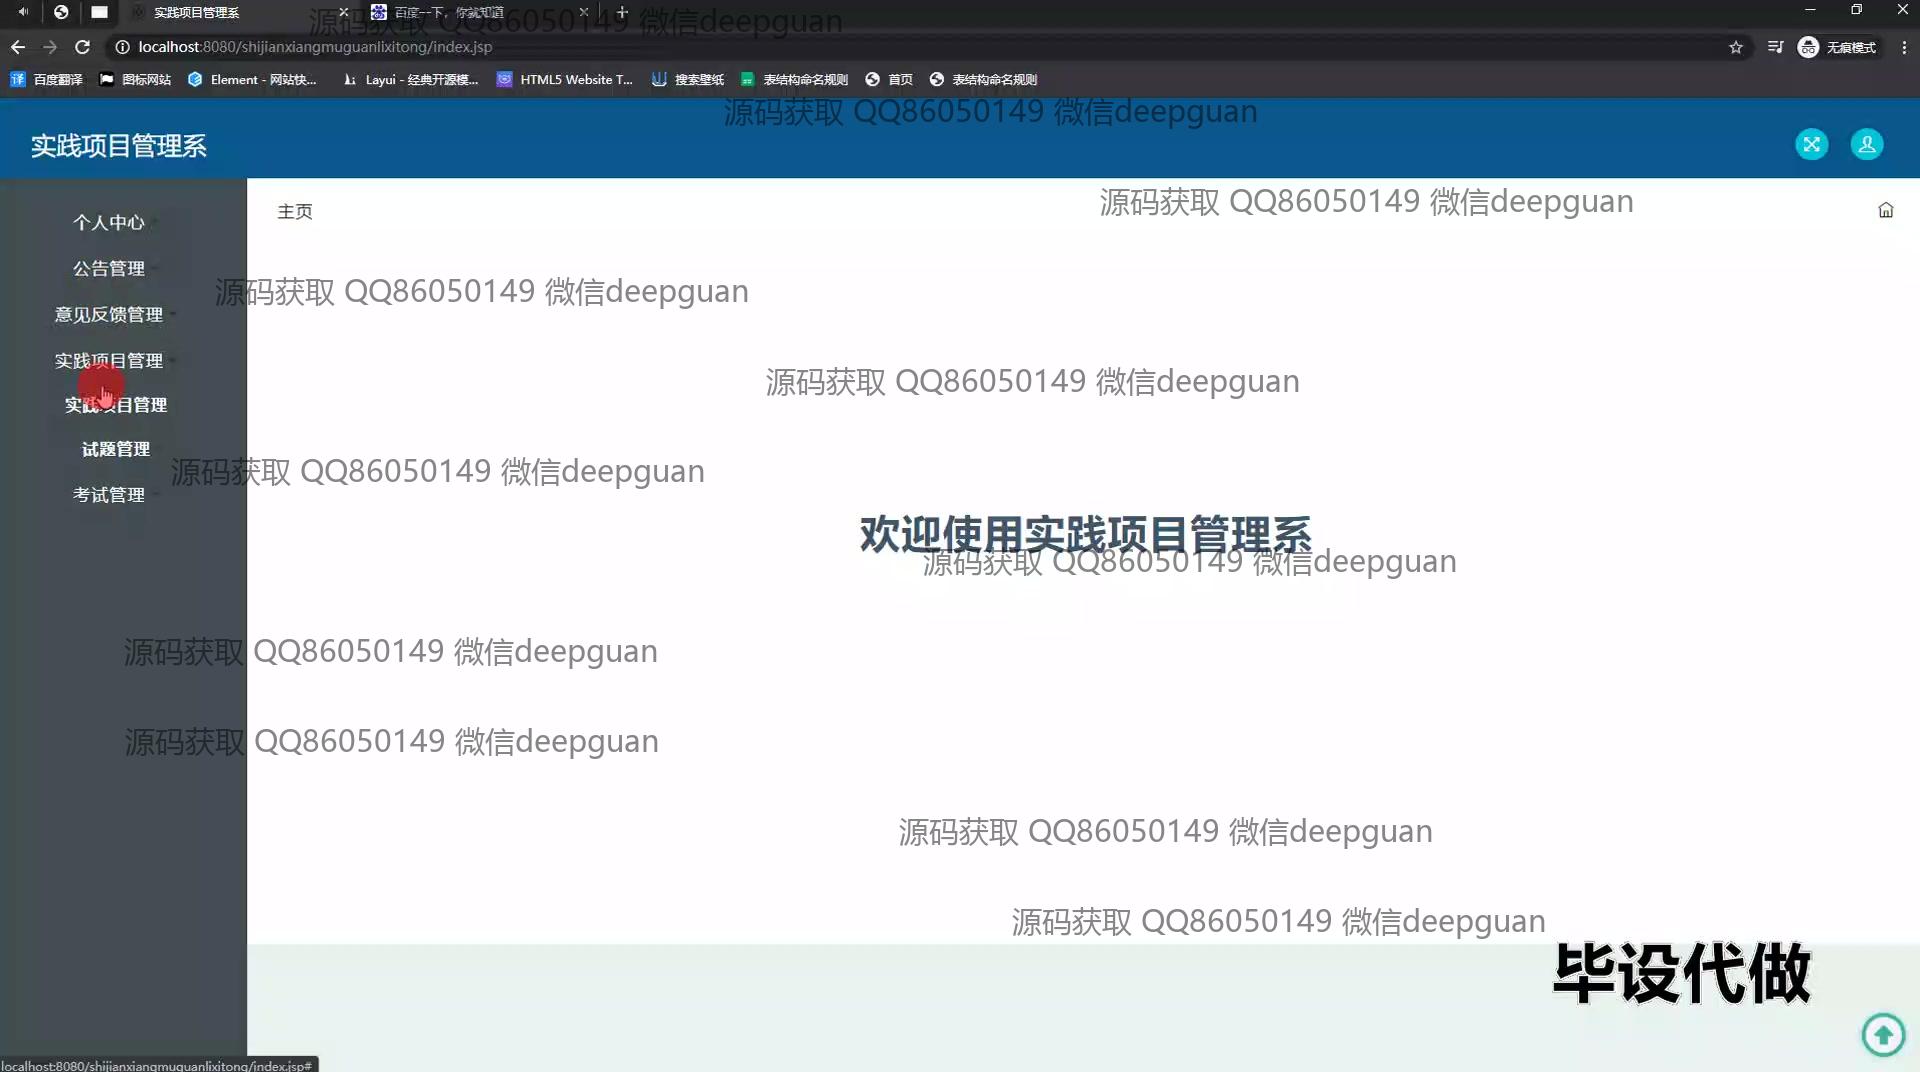 实践项目管理系
百度一下，你就知道
源码获取 QQ86050149 微信deepguan
localhost:8080/shijianxiangmuguanlixitong/index.jsp
无痕模式
百度翻译
图标网站
Element - 网站快...
Layui - 经典开源模...
HTML5 Website T...
搜索壁纸
表结构命名规则
首页
表结构命名规则
源码获取 QQ86050149 微信deepguan
实践项目管理系
源码获取 QQ86050149 微信deepguan
主页
个人中心
公告管理
源码获取 QQ86050149 微信deepguan
意见反馈管理
实践项目管理
源码获取 QQ86050149 微信deepguan
实践项目管理
试题管理
源码获取 QQ86050149 微信deepguan
考试管理
欢迎使用实践项目管理系
源码获取 QQ86050149 微信deepguan
源码获取 QQ86050149 微信deepguan
源码获取 QQ86050149 微信deepguan
源码获取 QQ86050149 微信deepguan
源码获取 QQ86050149 微信deepguan
毕设代做
localhost:8080/shijianxiangmuguanlixitong/index.jsp#